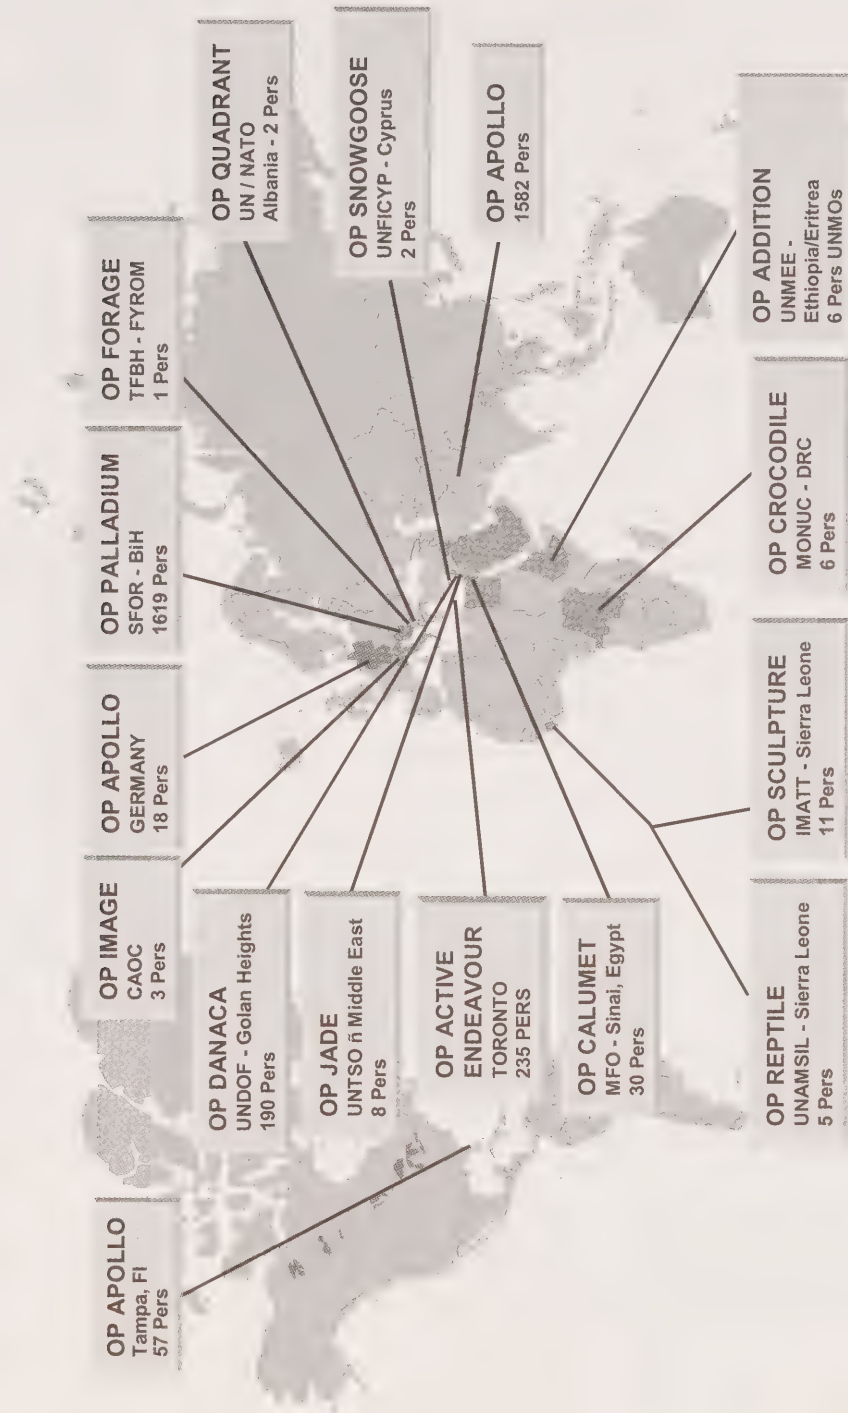 OP APOLLO
Tampa, Fl
57 Pers
OP IMAGE
CAOC
3 Pers
OP APOLLO
GERMANY
18 Pers
OP PALLADIUM
SFOR - BiH
1619 Pers
OP FORAGE
TFBH - FYROM
1 Pers
OP QUADRANT
UN / NATO
Albania - 2 Pers
OP DANACA
UNDOF - Golan Heights
190 Pers
OP JADE
UNTSO ñ Middle East
8 Pers
OP SNOWGOOSE
UNFICYP - Cyprus
2 Pers
OP ACTIVE
ENDEAVOUR
TORONTO
235 PERS
OP APOLLO
1582 Pers
OP CALUMET
MFO - Sinai, Egypt
30 Pers
OP REPTILE
UNAMSIL - Sierra Leone
5 Pers
OP SCULPTURE
IMATT - Sierra Leone
11 Pers
OP CROCODILE
MONUC - DRC
6 Pers
OP ADDITION
UNMEE -
Ethiopia/Eritrea
6 Pers UNMOs